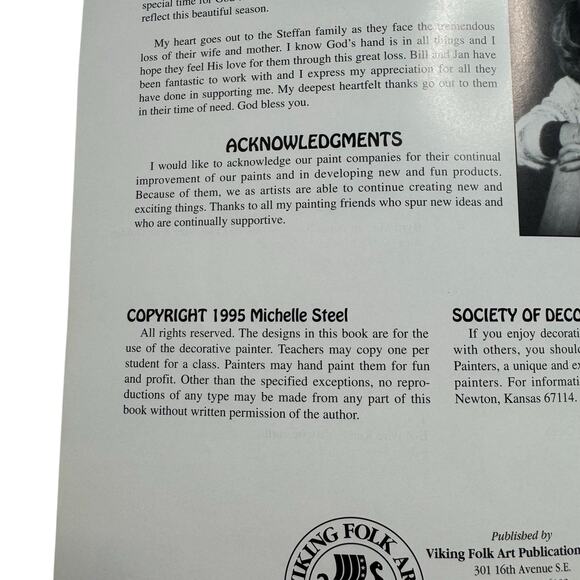 special time for God
reflect this beautiful season.
My heart goes out to the Steffan family as they face the tremendous
loss of their wife and mother. I know God's hand is in all things and I
hope they feel His love for them through this great loss. Bill and Jan have
been fantastic to work with and I express my appreciation for all they
have done in supporting me. My deepest heartfelt thanks go out to them
in their time of need. God bless you.
ACKNOWLEDGMENTS
I would like to acknowledge our paint companies for their continual
improvement of our paints and in developing new and fun products.
Because of them, we as artists are able to continue creating new and
exciting things. Thanks to all my painting friends who spur new ideas and
who are continually supportive.
COPYRIGHT 1995 Michelle Steel
All rights reserved. The designs in this book are for the
use of the decorative painter. Teachers may copy one per
student for a class. Painters may hand paint them for fun
and profit. Other than the specified exceptions, no repro-
ductions of any type may be made from any part of this
book without written permission of the author.
SOCIETY OF DECO
If you enjoy decorati
with others, you shoul
Painters, a unique and ex
painters. For informati
Newton, Kansas 67114.
VIKING FOLK AR
Published by
Viking Folk Art Publication
301 16th Avenue S.E.